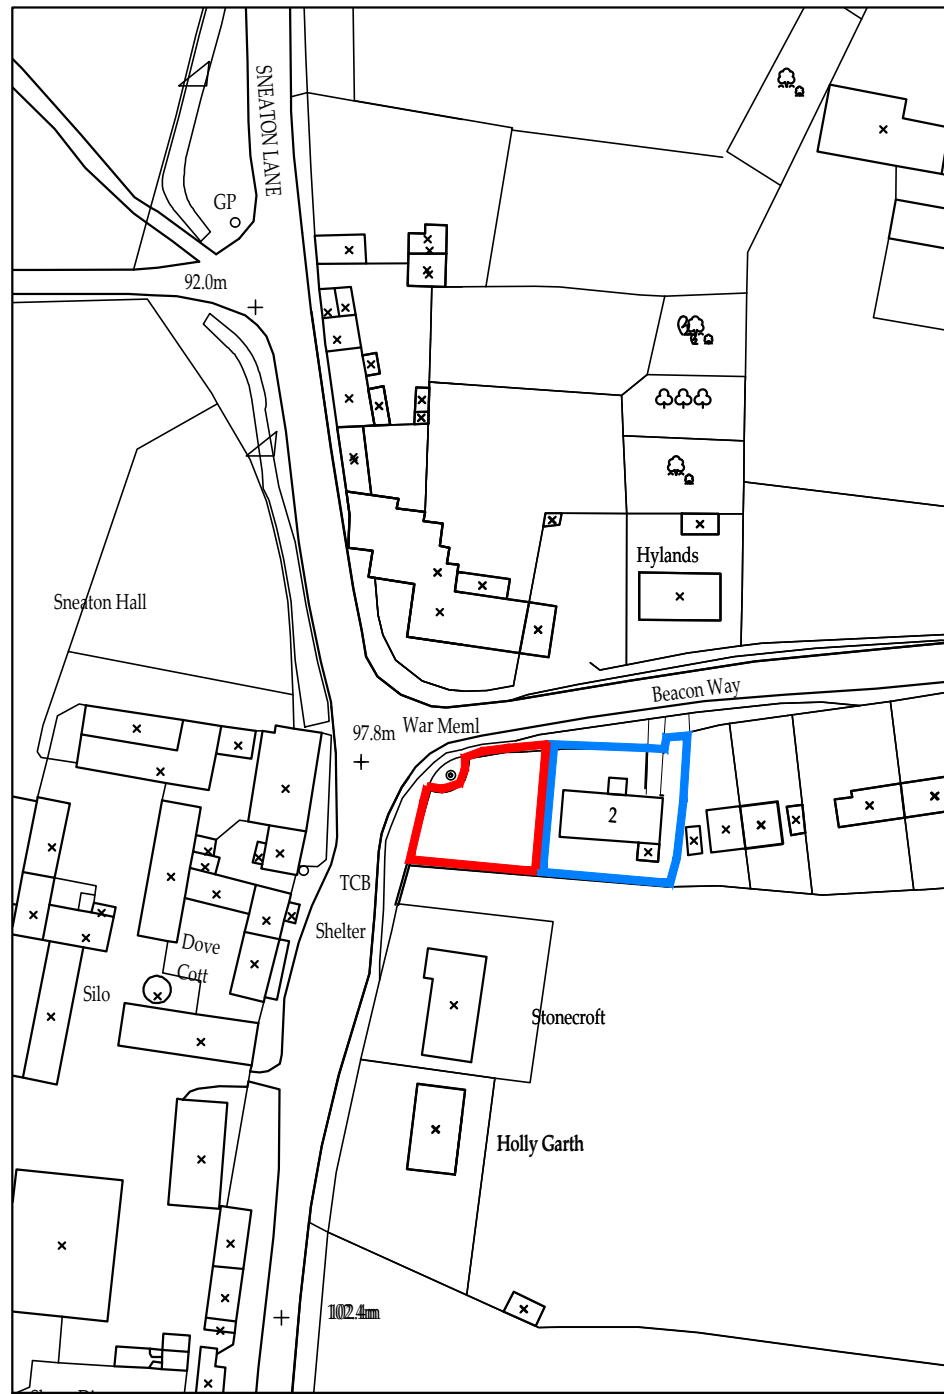 SNEATON LANE
GP
92.0m
Hylands
Sneaton Hall
Beacon Way
War Meml
97.8m
2
TCB
Shelter
Dove
Cott
Silo
Stonecroft
Holly Garth
102.4m